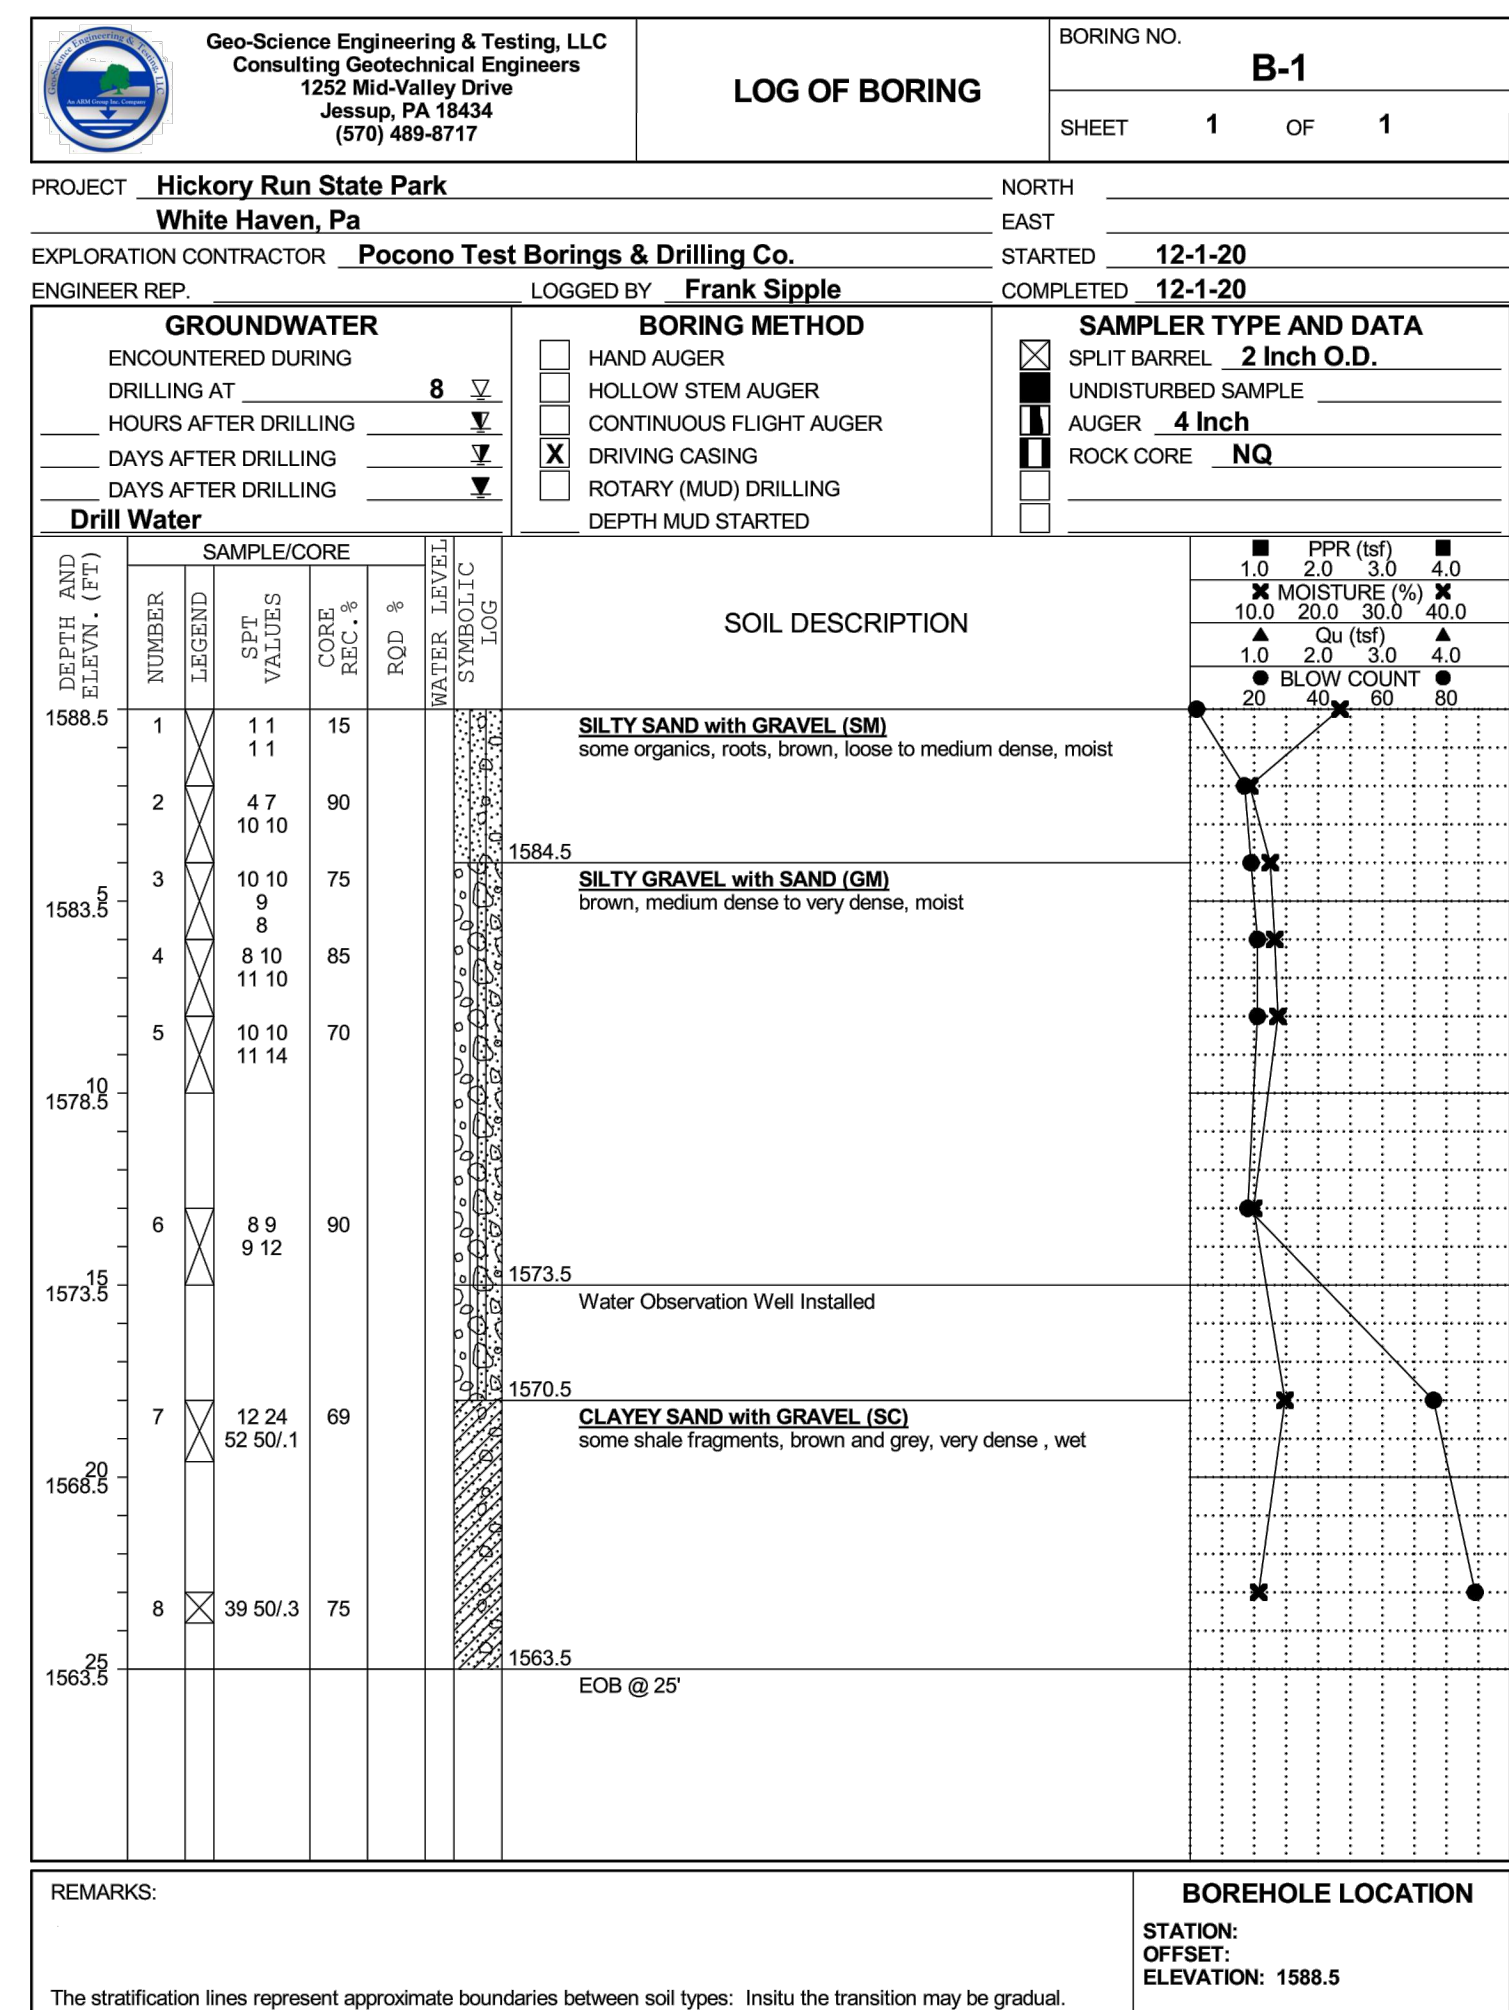 Geo-Science Engineering & Testing, LLC
An ARM Group Inc. Company
Geo-Science Engineering & Testing, LLC
Consulting Geotechnical Engineers
1252 Mid-Valley Drive
Jessup, PA 18434
(570) 489-8717
LOG OF BORING
BORING NO.
B-1
SHEET 1 OF 1
PROJECT Hickory Run State Park
White Haven, Pa
NORTH
EAST
EXPLORATION CONTRACTOR Pocono Test Borings & Drilling Co.
STARTED 12-1-20
ENGINEER REP. LOGGED BY Frank Sipple
COMPLETED 12-1-20
GROUNDWATER
ENCOUNTERED DURING
DRILLING AT 8
HOURS AFTER DRILLING
DAYS AFTER DRILLING
DAYS AFTER DRILLING
Drill Water
BORING METHOD
HAND AUGER
HOLLOW STEM AUGER
CONTINUOUS FLIGHT AUGER
X DRIVING CASING
ROTARY (MUD) DRILLING
DEPTH MUD STARTED
SAMPLER TYPE AND DATA
SPLIT BARREL 2 Inch O.D.
UNDISTURBED SAMPLE
AUGER 4 Inch
ROCK CORE NQ
DEPTH AND
ELEVN. (FT)
SAMPLE/CORE
NUMBER
LEGEND
SPT
VALUES
CORE
REC.%
RQD %
WATER LEVEL
SYMBOLIC
LOG
SOIL DESCRIPTION
PPR (tsf)
1.0 2.0 3.0 4.0
MOISTURE (%)
10.0 20.0 30.0 40.0
Qu (tsf)
1.0 2.0 3.0 4.0
BLOW COUNT
20 40 60 80
1588.5
1 1 1 15
1 1
SILTY SAND with GRAVEL (SM)
some organics, roots, brown, loose to medium dense, moist
2 4 7 90
10 10
1584.5
3 10 10 75
9
8
SILTY GRAVEL with SAND (GM)
brown, medium dense to very dense, moist
5
1583.5
4 8 10 85
11 10
5 10 10 70
11 14
10
1578.5
6 8 9 90
9 12
15
1573.5
1573.5
Water Observation Well Installed
1570.5
7 12 24 69
52 50/.1
CLAYEY SAND with GRAVEL (SC)
some shale fragments, brown and grey, very dense , wet
20
1568.5
8 39 50/.3 75
1563.5
25
1563.5
EOB @ 25'
REMARKS:
The stratification lines represent approximate boundaries between soil types: Insitu the transition may be gradual.
BOREHOLE LOCATION
STATION:
OFFSET:
ELEVATION: 1588.5